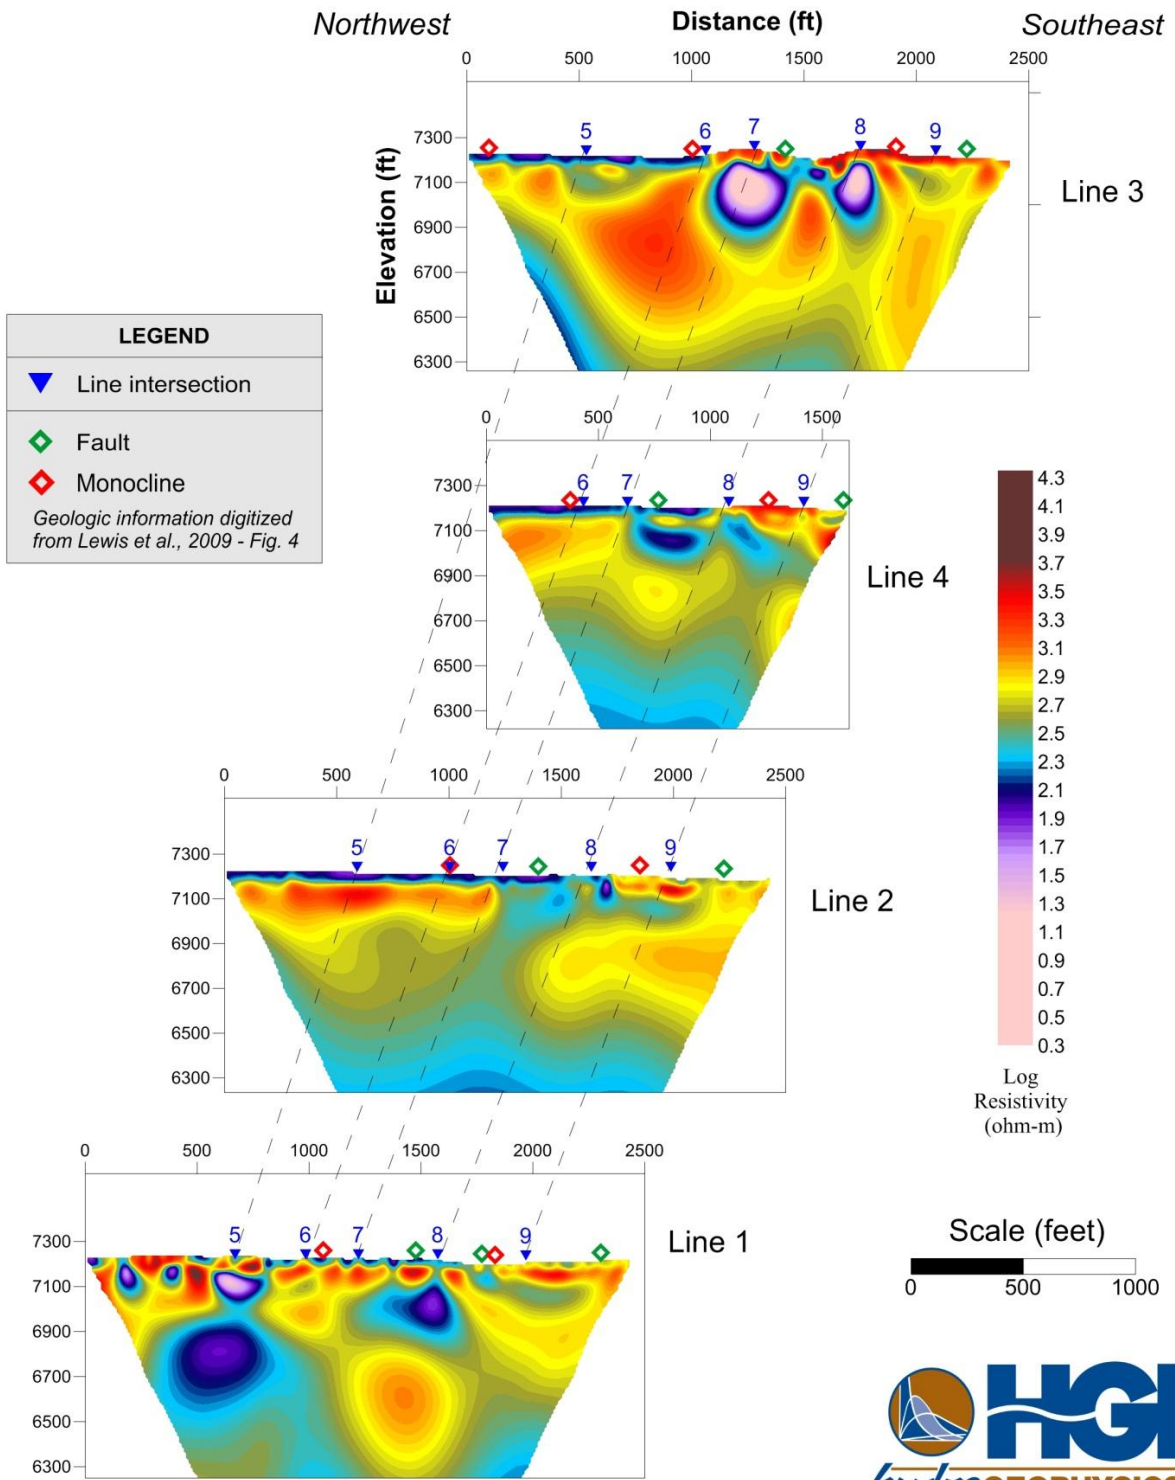 Northwest
Distance (ft)
Southeast
0 500 1000 1500 2000 2500
5 6 7 8 9
7300
7100
6900
6700
6500
6300
Elevation (ft)
Line 3
LEGEND
Line intersection
Fault
Monocline
Geologic information digitized
from Lewis et al., 2009 - Fig. 4
0 500 1000 1500
6 7 8 9
7300
7100
6900
6700
6500
6300
Line 4
4.3
4.1
3.9
3.7
3.5
3.3
3.1
2.9
2.7
2.5
2.3
2.1
1.9
1.7
1.5
1.3
1.1
0.9
0.7
0.5
0.3
Log
Resistivity
(ohm-m)
0 500 1000 1500 2000 2500
5 6 7 8 9
7300
7100
6900
6700
6500
6300
Line 2
0 500 1000 1500 2000 2500
5 6 7 8 9
7300
7100
6900
6700
6500
6300
Line 1
Scale (feet)
0 500 1000
HGI